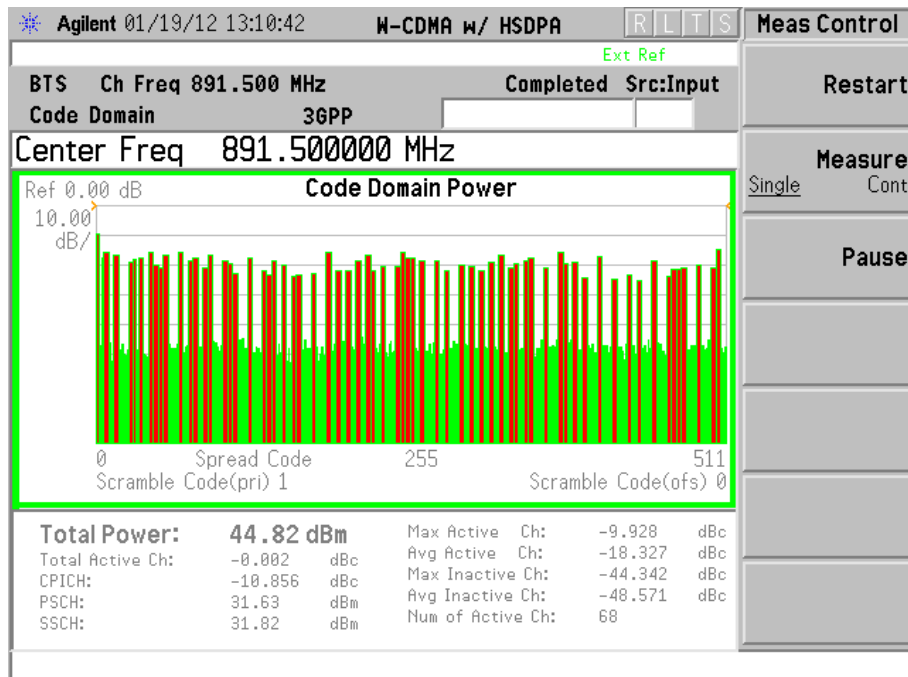 Agilent 01/19/12 13:10:42 W-CDMA w/ HSDPA R L T S Meas Control
Ext Ref
BTS Ch Freq 891.500 MHz Completed Src:Input
Code Domain 3GPP
Restart
Center Freq 891.500000 MHz
Measure
Single Cont
Ref 0.00 dB Code Domain Power
10.00
dB/
Pause
0 Spread Code 255 511
Scramble Code(pri) 1 Scramble Code(ofs) 0
Total Power: 44.82 dBm Max Active Ch: -9.928 dBc
Total Active Ch: -0.002 dBc Avg Active Ch: -18.327 dBc
CPICH: -10.856 dBc Max Inactive Ch: -44.342 dBc
PSCH: 31.63 dBm Avg Inactive Ch: -48.571 dBc
SSCH: 31.82 dBm Num of Active Ch: 68